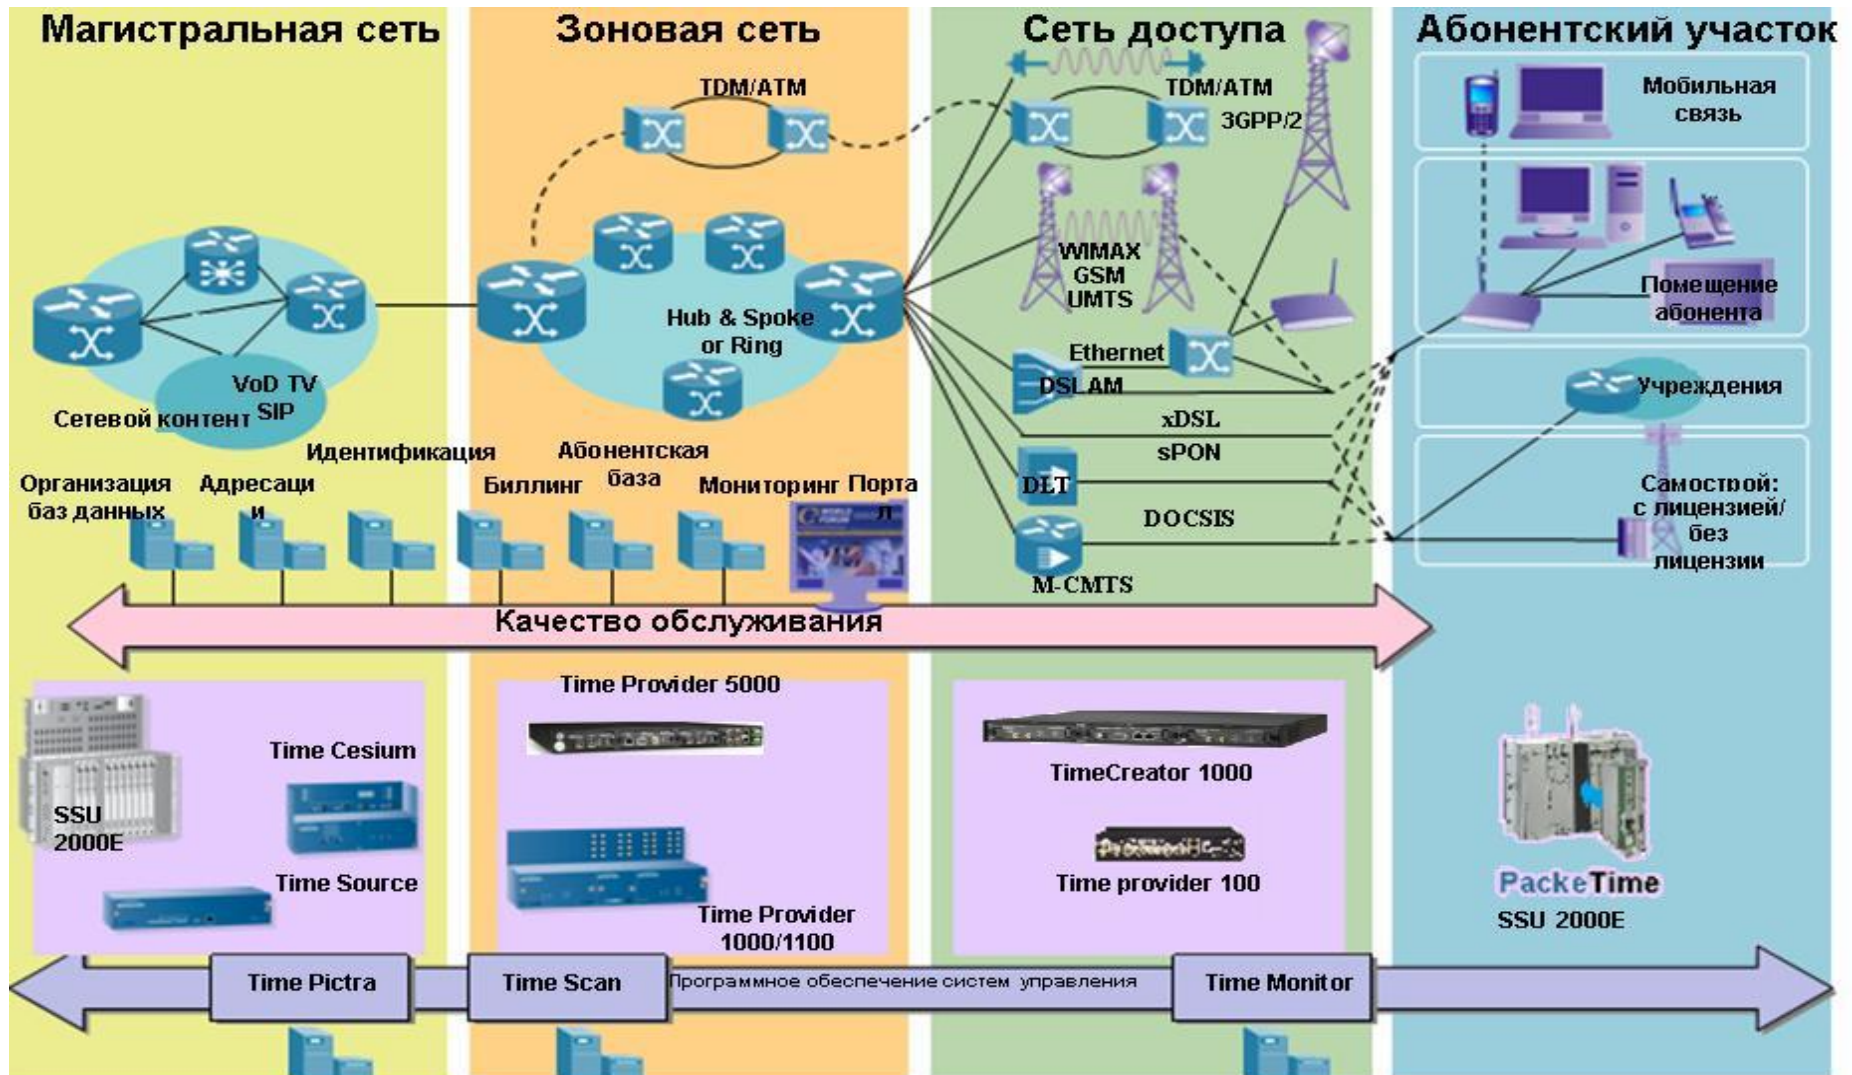 Магистральная сеть
Зоновая сеть
Сеть доступа
Абонентский участок
TDM/ATM
TDM/ATM
3GPP/2
Мобильная
связь
WIMAX
GSM
UMTS
Помещение
абонента
Hub & Spoke
or Ring
Ethernet
DSLAM
VoD TV
SIP
Сетевой контент
Учреждения
xDSL
sPON
Идентификация
Абонентская
база
Организация
баз данных
Адресаци
и
Биллинг
Мониторинг
Порта
л
WORLD
FORUM
DLT
DOCSIS
M-CMTS
Самострой:
с лицензией/
без
лицензии
Качество обслуживания
Time Provider 5000
Time Cesium
SSU
2000E
Time Source
Time Provider
1000/1100
TimeCreator 1000
Time provider 100
PackeTime
SSU 2000E
Time Pictra
Time Scan
Программное обеспечение систем управления
Time Monitor